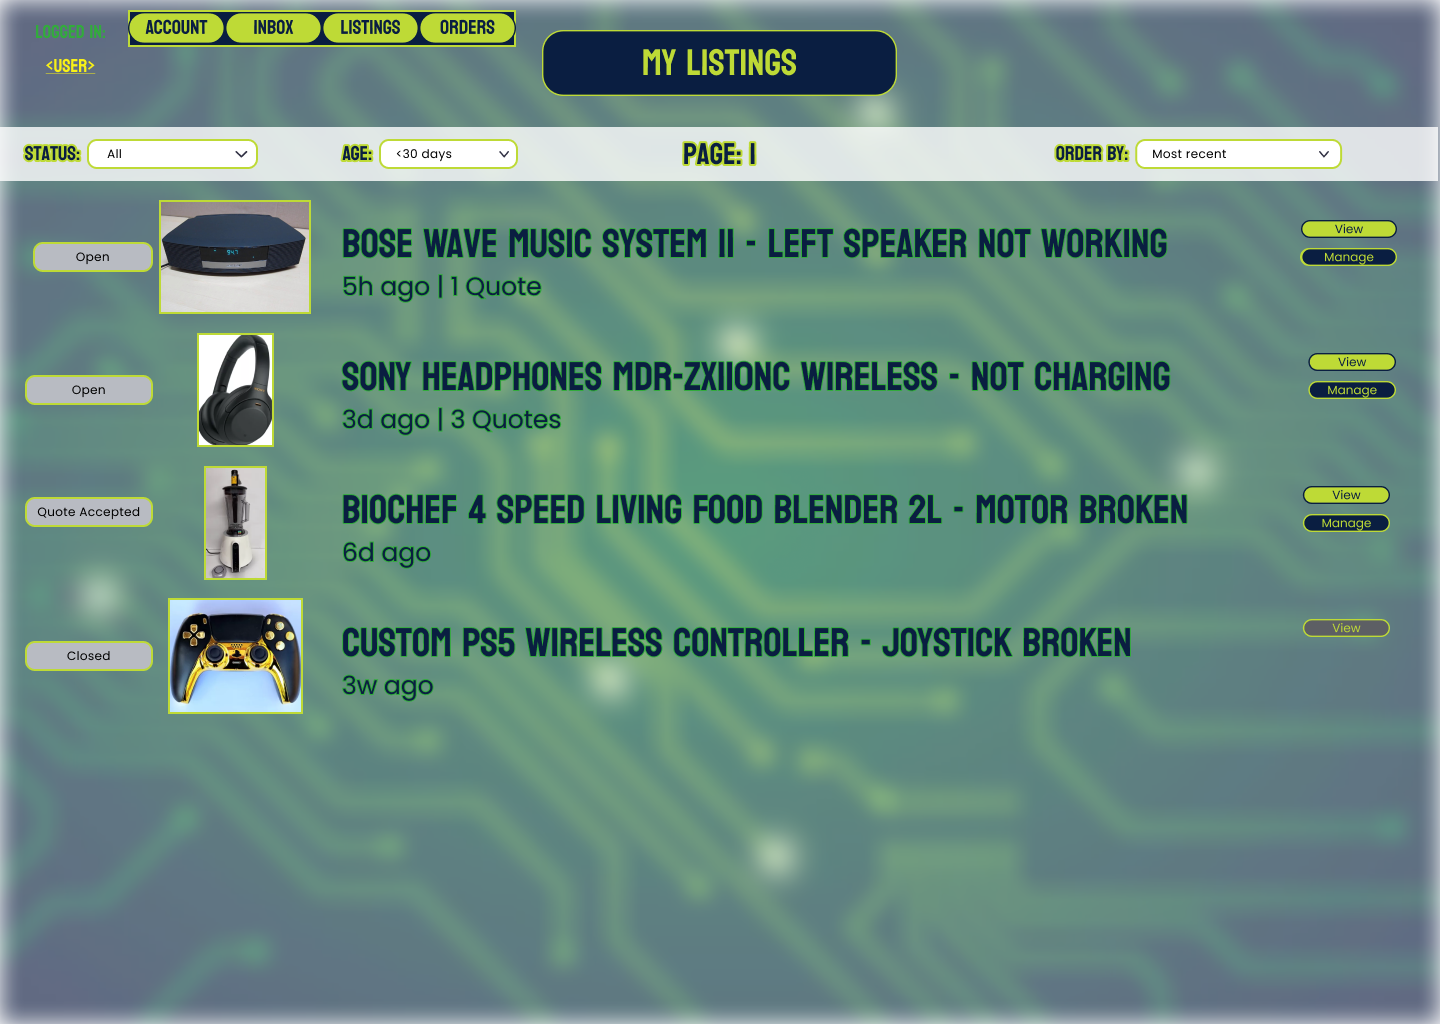 LOGGED IN:
<USER>
ACCOUNT INBOX LISTINGS ORDERS
MY LISTINGS
STATUS: All AGE: <30 days PAGE: 1 ORDER BY: Most recent
Open
BOSE WAVE MUSIC SYSTEM II - LEFT SPEAKER NOT WORKING
5h ago | 1 Quote
View
Manage
Open
SONY HEADPHONES MDR-ZX110NC WIRELESS - NOT CHARGING
3d ago | 3 Quotes
View
Manage
Quote Accepted
BIOCHEF 4 SPEED LIVING FOOD BLENDER 2L - MOTOR BROKEN
6d ago
View
Manage
Closed
CUSTOM PS5 WIRELESS CONTROLLER - JOYSTICK BROKEN
3w ago
View